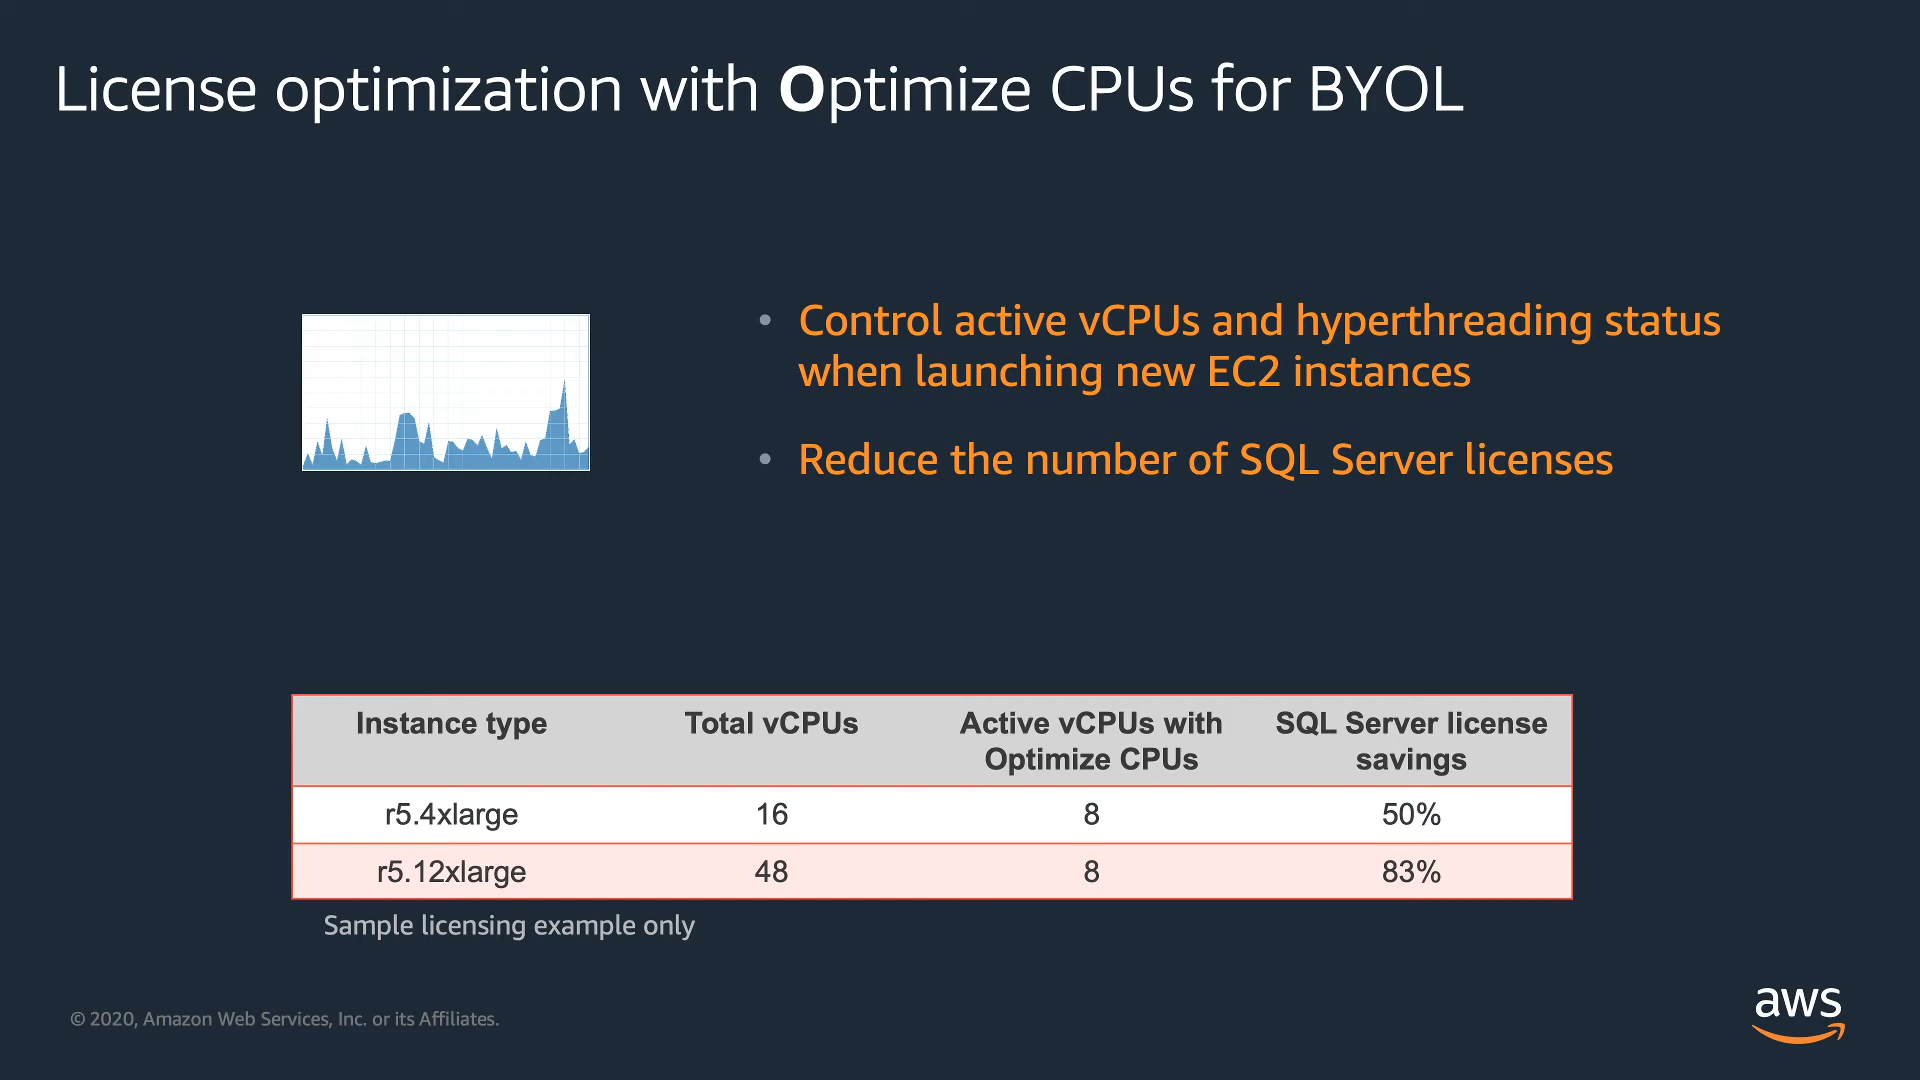 License optimization with Optimize CPUs for BYOL
• Control active vCPUs and hyperthreading status
when launching new EC2 instances
• Reduce the number of SQL Server licenses
Instance type Total vCPUs Active vCPUs with Optimize CPUs SQL Server license savings
r5.4xlarge 16 8 50%
r5.12xlarge 48 8 83%
Sample licensing example only
© 2020, Amazon Web Services, Inc. or its Affiliates.
aws